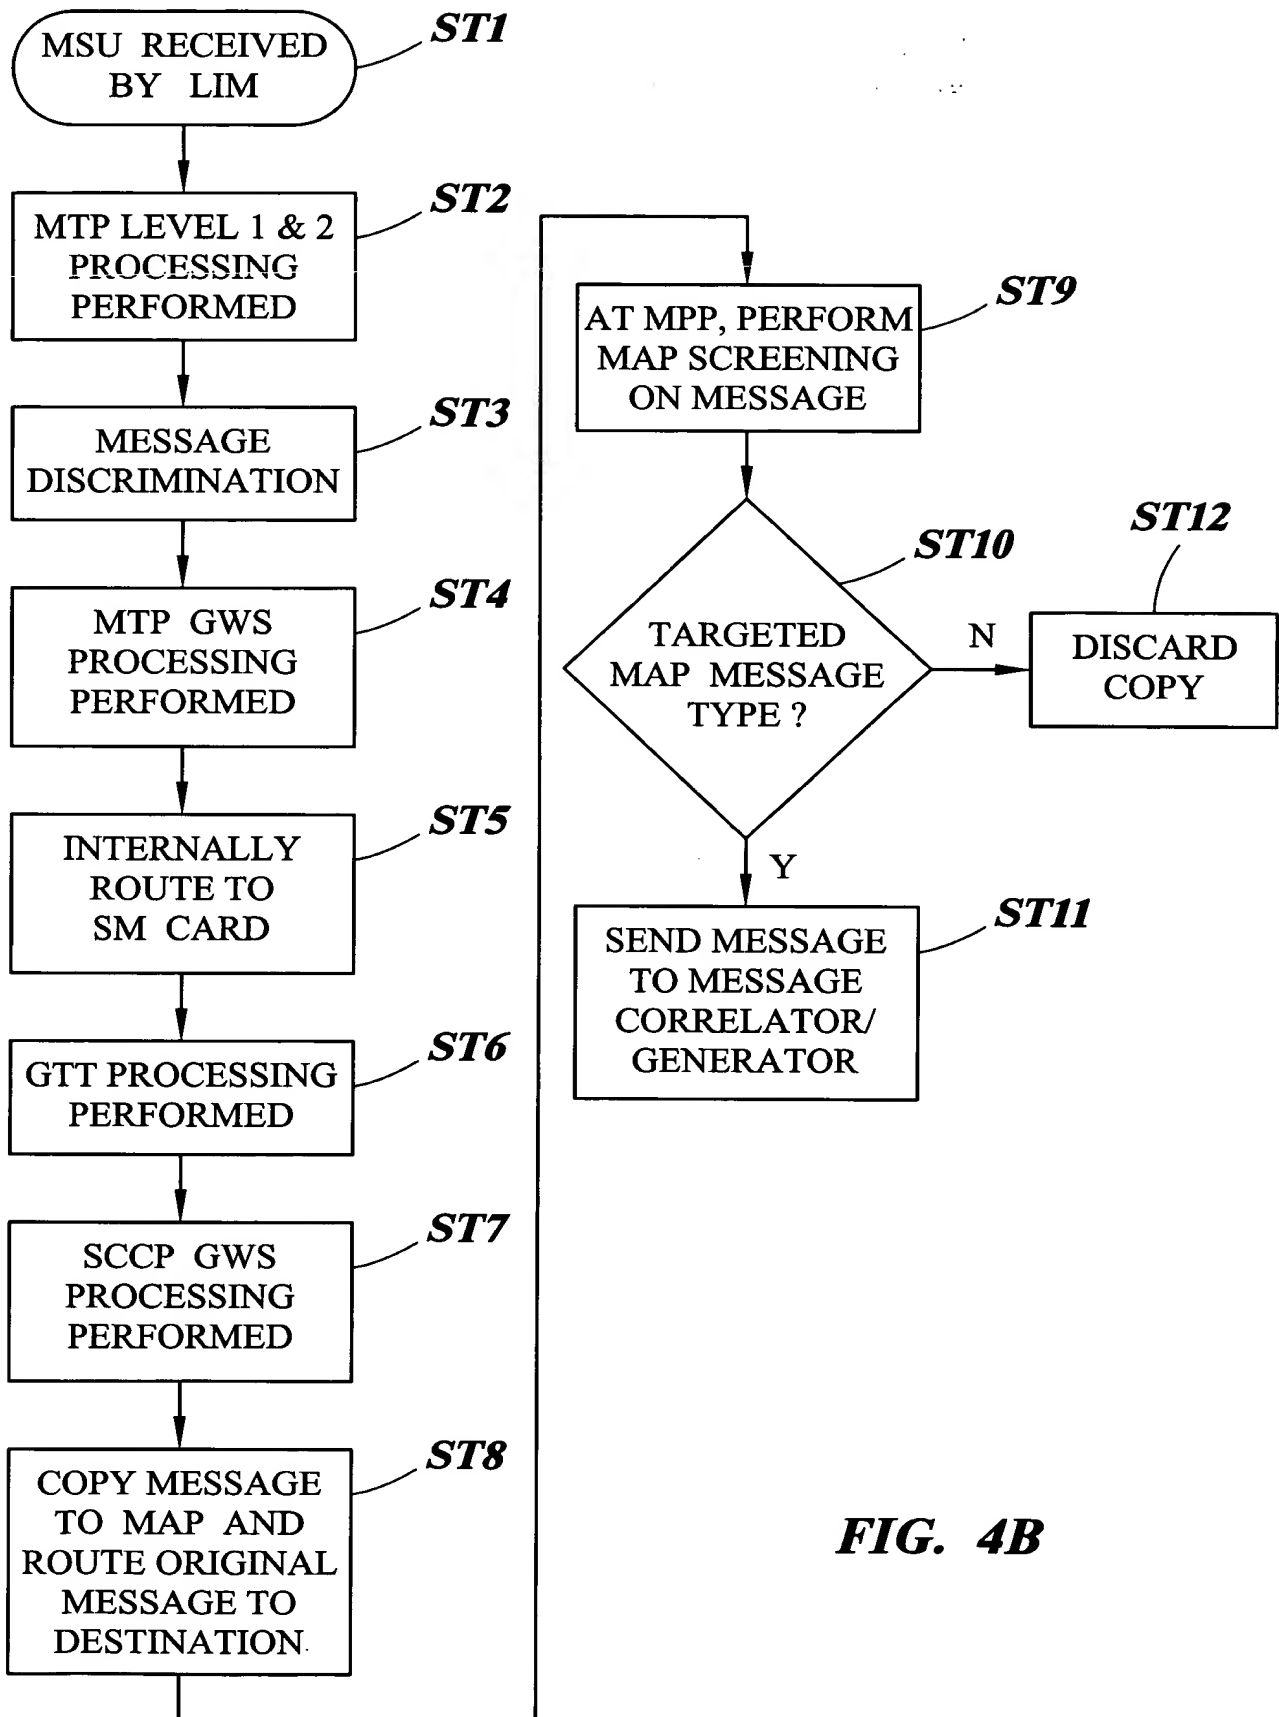 MSU RECEIVED
BY LIM
ST1
MTP LEVEL 1 & 2
PROCESSING
PERFORMED
ST2
MESSAGE
DISCRIMINATION
ST3
MTP GWS
PROCESSING
PERFORMED
ST4
INTERNALLY
ROUTE TO
SM CARD
ST5
GTT PROCESSING
PERFORMED
ST6
SCCP GWS
PROCESSING
PERFORMED
ST7
COPY MESSAGE
TO MAP AND
ROUTE ORIGINAL
MESSAGE TO
DESTINATION
ST8
AT MPP, PERFORM
MAP SCREENING
ON MESSAGE
ST9
TARGETED
MAP MESSAGE
TYPE ?
ST10
N
DISCARD
COPY
ST12
Y
SEND MESSAGE
TO MESSAGE
CORRELATOR/
GENERATOR
ST11
FIG. 4B